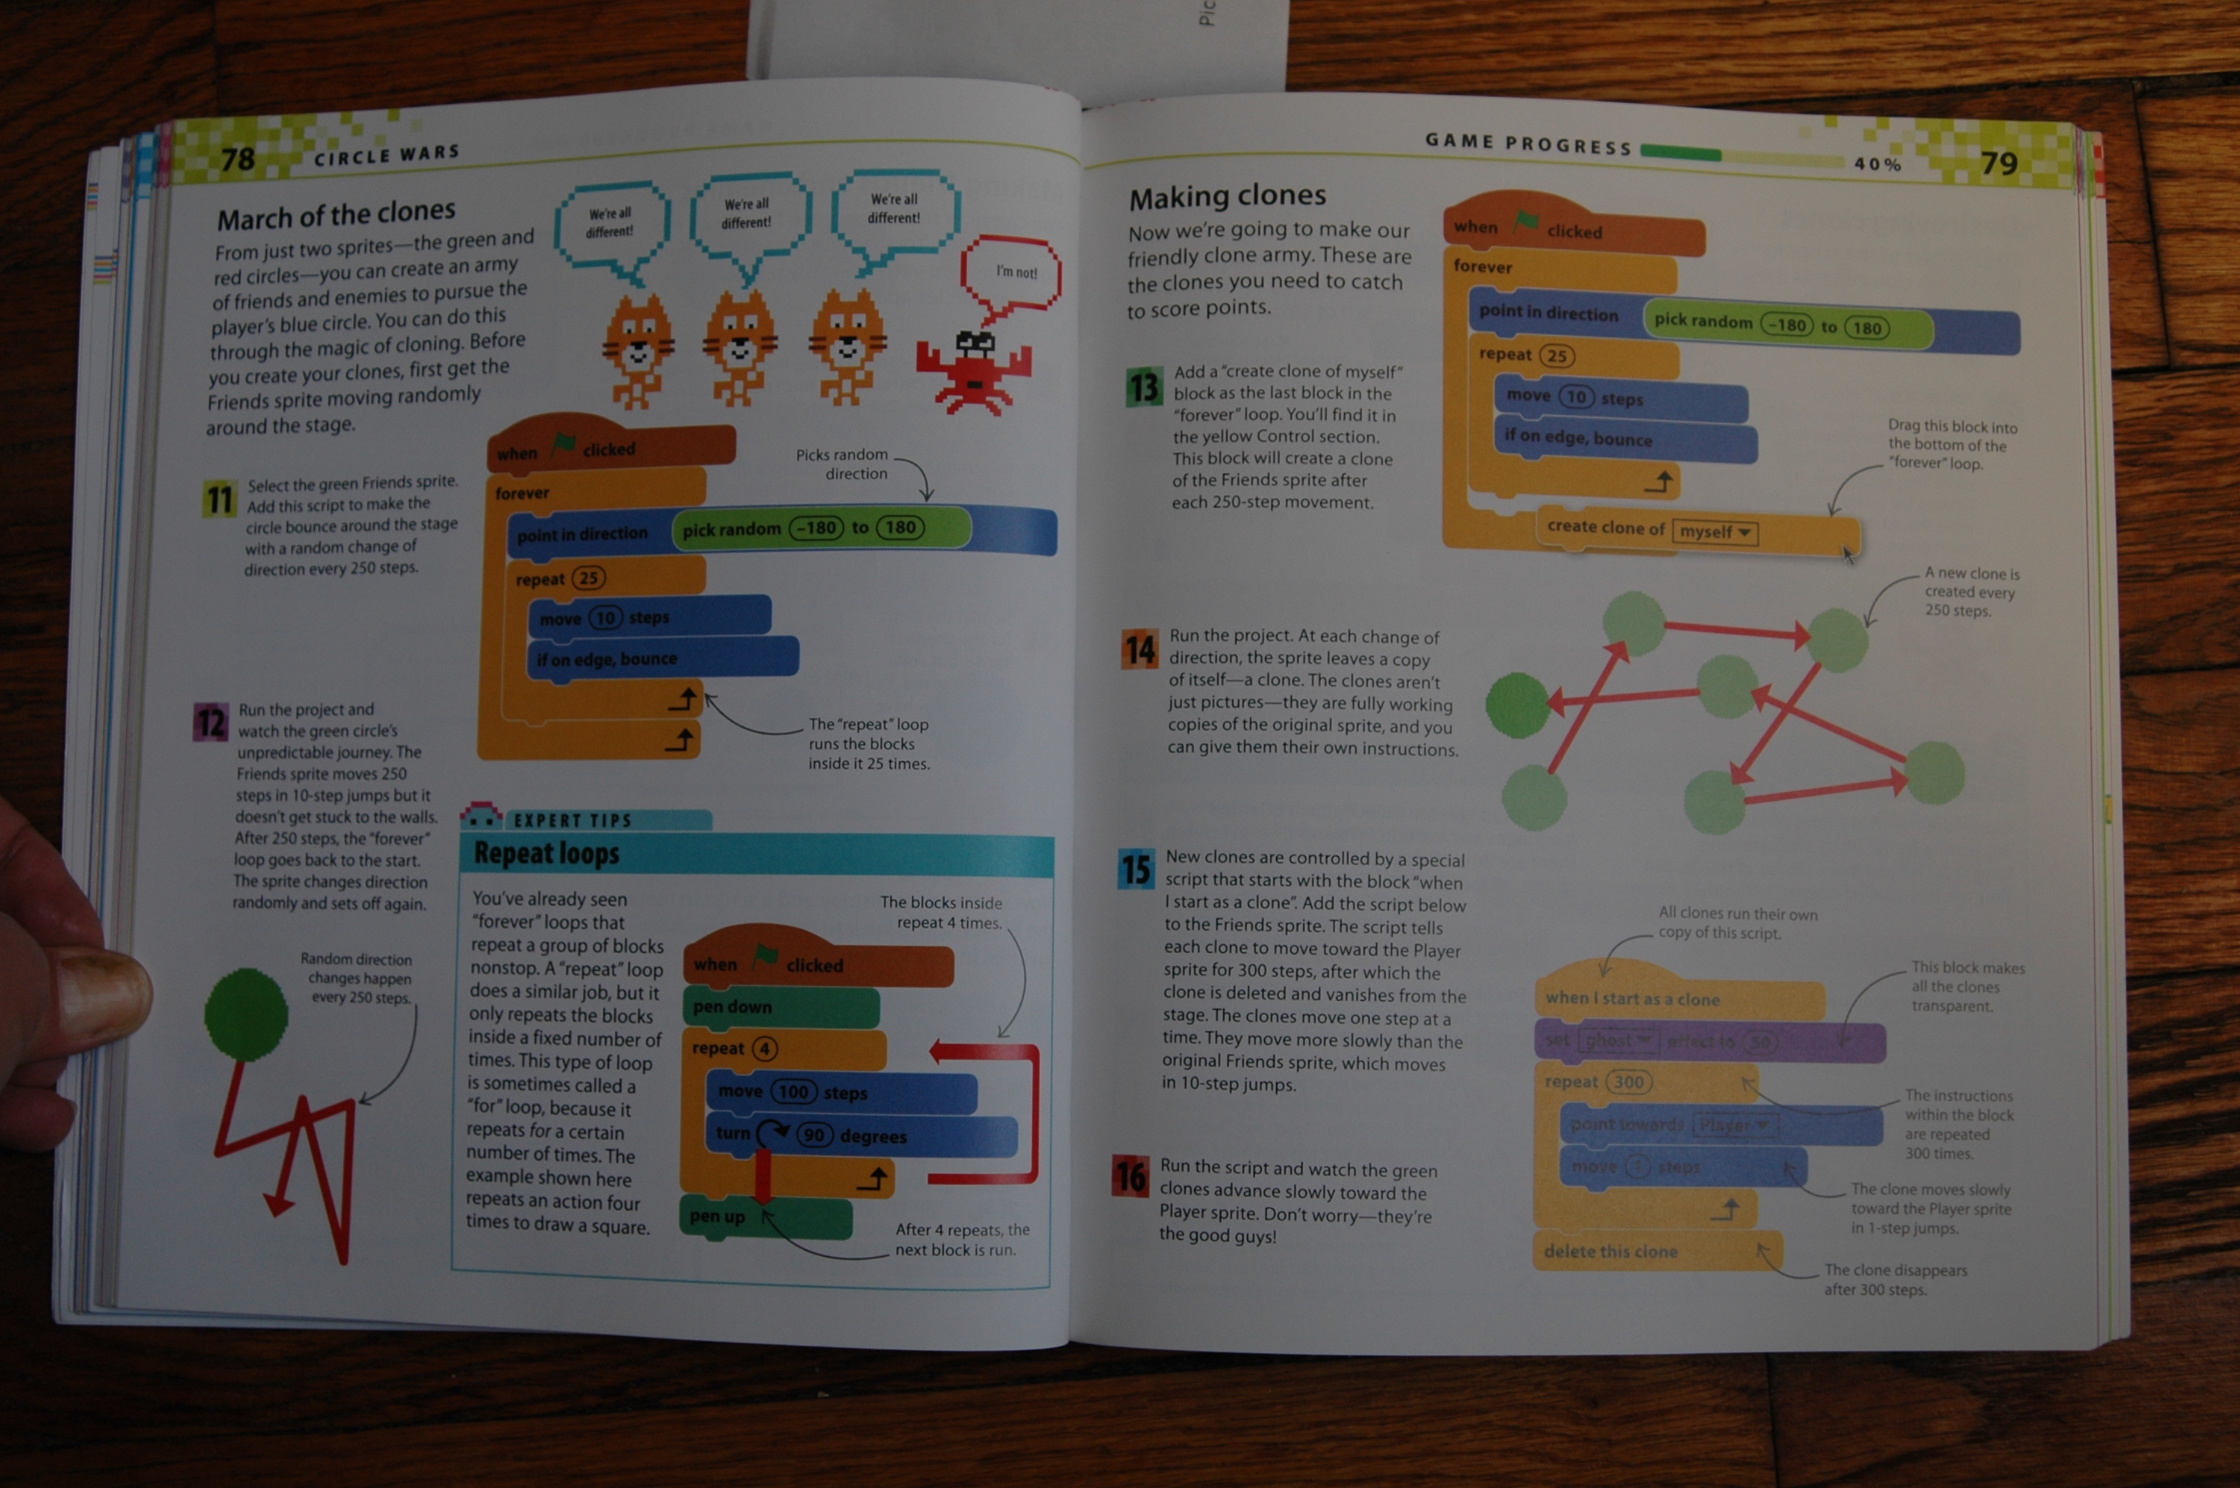 Pic
78
CIRCLE WARS
March of the clones
From just two sprites—the green and
red circles—you can create an army
of friends and enemies to pursue the
player's blue circle. You can do this
through the magic of cloning. Before
you create your clones, first get the
Friends sprite moving randomly
around the stage.
We're all
different!
We're all
different!
We're all
different!
I'm not!
11
Select the green Friends sprite.
Add this script to make the
circle bounce around the stage
with a random change of
direction every 250 steps.
when clicked
forever
point in direction pick random -180 to 180
repeat 25
move 10 steps
if on edge, bounce
Picks random
direction
The "repeat" loop
runs the blocks
inside it 25 times.
12
Run the project and
watch the green circle's
unpredictable journey. The
Friends sprite moves 250
steps in 10-step jumps but it
doesn't get stuck to the walls.
After 250 steps, the "forever"
loop goes back to the start.
The sprite changes direction
randomly and sets off again.
Random direction
changes happen
every 250 steps.
EXPERT TIPS
Repeat loops
You've already seen
"forever" loops that
repeat a group of blocks
nonstop. A "repeat" loop
does a similar job, but it
only repeats the blocks
inside a fixed number of
times. This type of loop
is sometimes called a
"for" loop, because it
repeats for a certain
number of times. The
example shown here
repeats an action four
times to draw a square.
The blocks inside
repeat 4 times.
when clicked
pen down
repeat 4
move 100 steps
turn 90 degrees
pen up
After 4 repeats, the
next block is run.
GAME PROGRESS
40%
79
Making clones
Now we're going to make our
friendly clone army. These are
the clones you need to catch
to score points.
13
Add a "create clone of myself"
block as the last block in the
"forever" loop. You'll find it in
the yellow Control section.
This block will create a clone
of the Friends sprite after
each 250-step movement.
when clicked
forever
point in direction pick random -180 to 180
repeat 25
move 10 steps
if on edge, bounce
create clone of myself
Drag this block into
the bottom of the
"forever" loop.
14
Run the project. At each change of
direction, the sprite leaves a copy
of itself—a clone. The clones aren't
just pictures—they are fully working
copies of the original sprite, and you
can give them their own instructions.
A new clone is
created every
250 steps.
15
New clones are controlled by a special
script that starts with the block "when
I start as a clone". Add the script below
to the Friends sprite. The script tells
each clone to move toward the Player
sprite for 300 steps, after which the
clone is deleted and vanishes from the
stage. The clones move one step at a
time. They move more slowly than the
original Friends sprite, which moves
in 10-step jumps.
All clones run their own
copy of this script.
when I start as a clone
set ghost effect to 50
repeat 300
point towards Player
move steps
delete this clone
This block makes
all the clones
transparent.
The instructions
within the block
are repeated
300 times.
The clone moves slowly
toward the Player sprite
in 1-step jumps.
The clone disappears
after 300 steps.
16
Run the script and watch the green
clones advance slowly toward the
Player sprite. Don't worry—they're
the good guys!